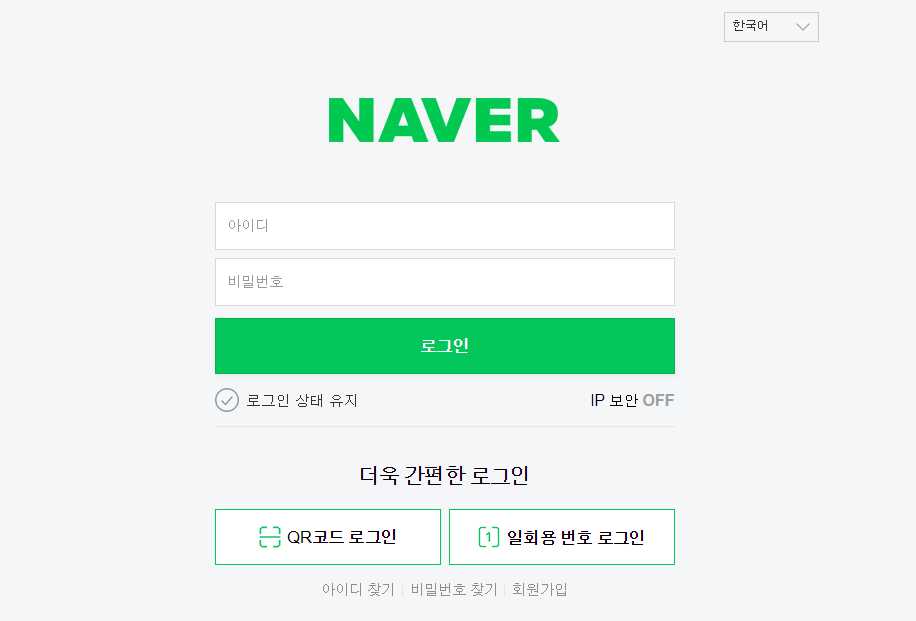 한국어
NAVER
아이디
비밀번호
로그인
로그인 상태 유지 IP 보안 OFF
더욱 간편한 로그인
QR코드 로그인 1 일회용 번호 로그인
아이디 찾기 | 비밀번호 찾기 | 회원가입